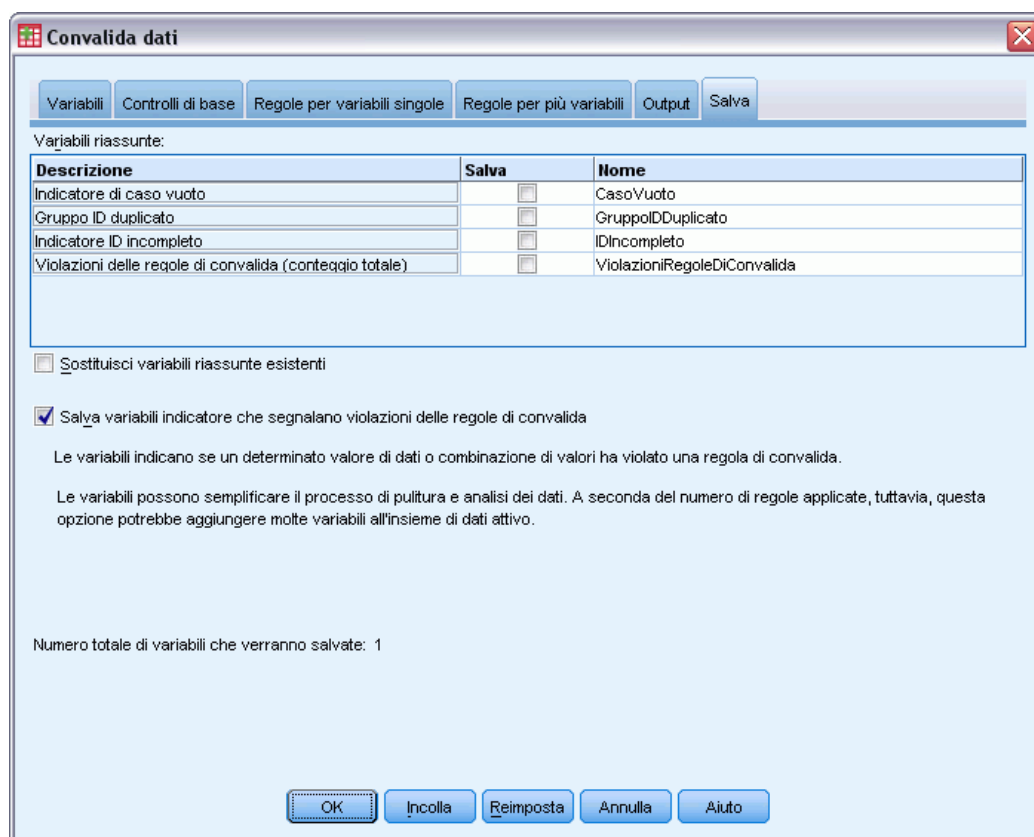 Convalida dati
Variabili Controlli di base Regole per variabili singole Regole per più variabili Output Salva
Variabili riassunte:
Descrizione Salva Nome
Indicatore di caso vuoto CasoVuoto
Gruppo ID duplicato GruppoIDDuplicato
Indicatore ID incompleto IDIncompleto
Violazioni delle regole di convalida (conteggio totale) ViolazioniRegoleDiConvalida
Sostituisci variabili riassunte esistenti
Salva variabili indicatore che segnalano violazioni delle regole di convalida
Le variabili indicano se un determinato valore di dati o combinazione di valori ha violato una regola di convalida.
Le variabili possono semplificare il processo di pulitura e analisi dei dati. A seconda del numero di regole applicate, tuttavia, questa
opzione potrebbe aggiungere molte variabili all'insieme di dati attivo.
Numero totale di variabili che verranno salvate: 1
OK Incolla Reimposta Annulla Aiuto